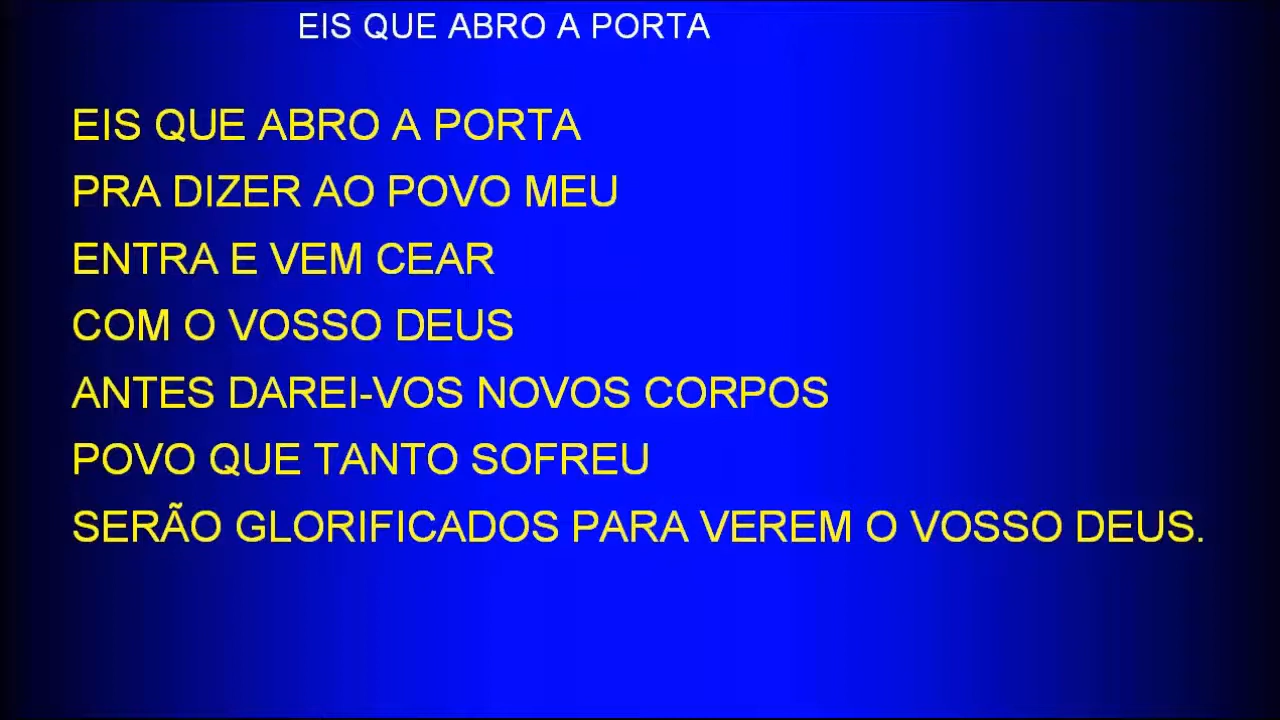 EIS QUE ABRO A PORTA
EIS QUE ABRO A PORTA
PRA DIZER AO POVO MEU
ENTRA E VEM CEAR
COM O VOSSO DEUS
ANTES DAREI-VOS NOVOS CORPOS
POVO QUE TANTO SOFREU
SERÃO GLORIFICADOS PARA VEREM O VOSSO DEUS.